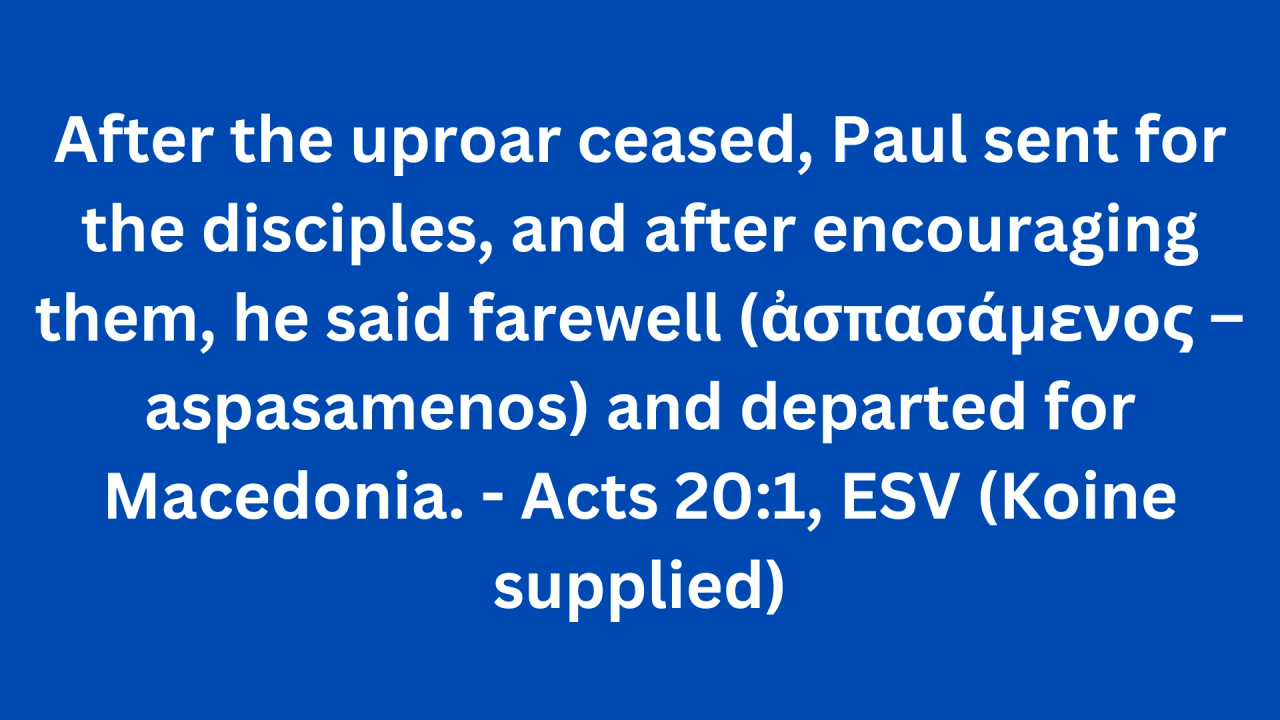 After the uproar ceased, Paul sent for
the disciples, and after encouraging
them, he said farewell (ἀσπασάμενος –
aspasamenos) and departed for
Macedonia. - Acts 20:1, ESV (Koine
supplied)